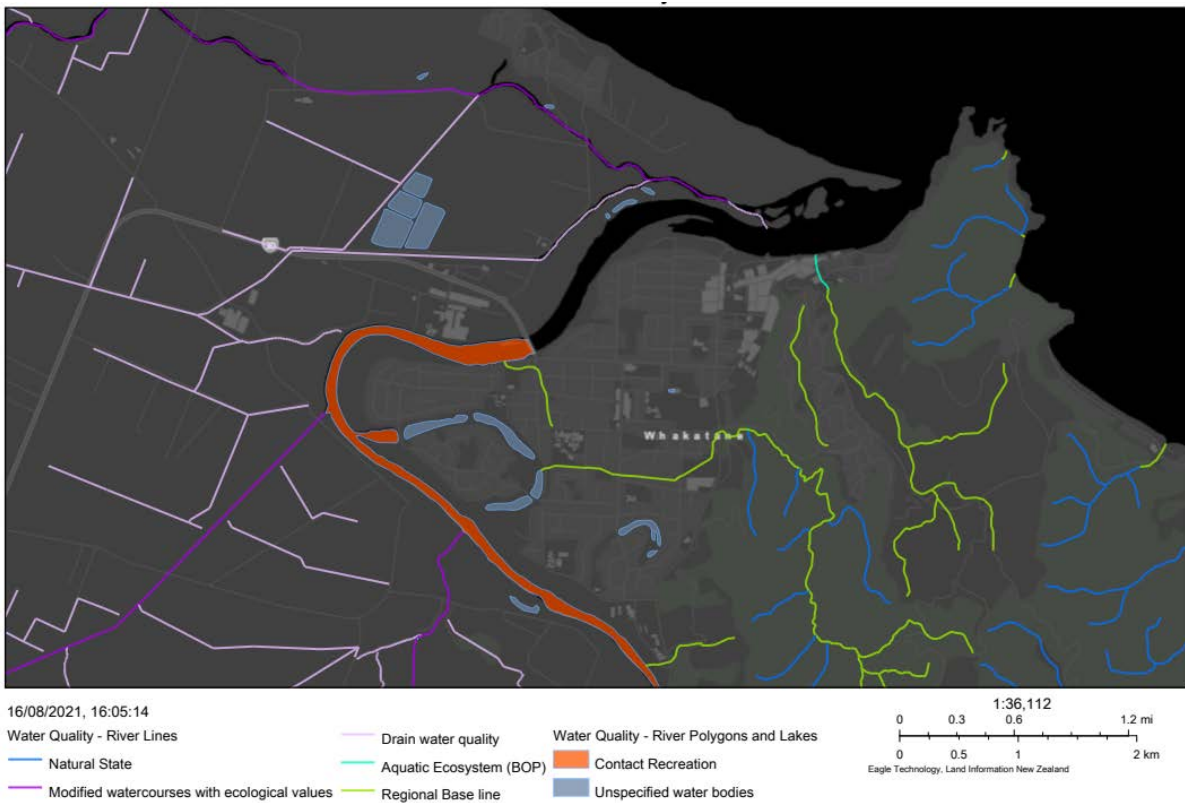 30
Whakatane
16/08/2021, 16:05:14
Water Quality - River Lines
Natural State
Modified watercourses with ecological values
Drain water quality
Aquatic Ecosystem (BOP)
Regional Base line
Water Quality - River Polygons and Lakes
Contact Recreation
Unspecified water bodies
1:36,112
0 0.3 0.6 1.2 mi
0 0.5 1 2 km
Eagle Technology, Land Information New Zealand